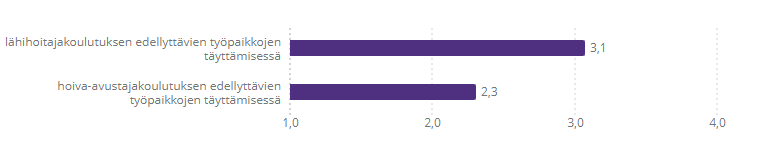 lähihoitajakoulutuksen edellyttävien työpaikkojen
täyttämisessä
3,1
hoiva-avustajakoulutuksen edellyttävien
työpaikkojen täyttämisessä
2,3
1,0 2,0 3,0 4,0